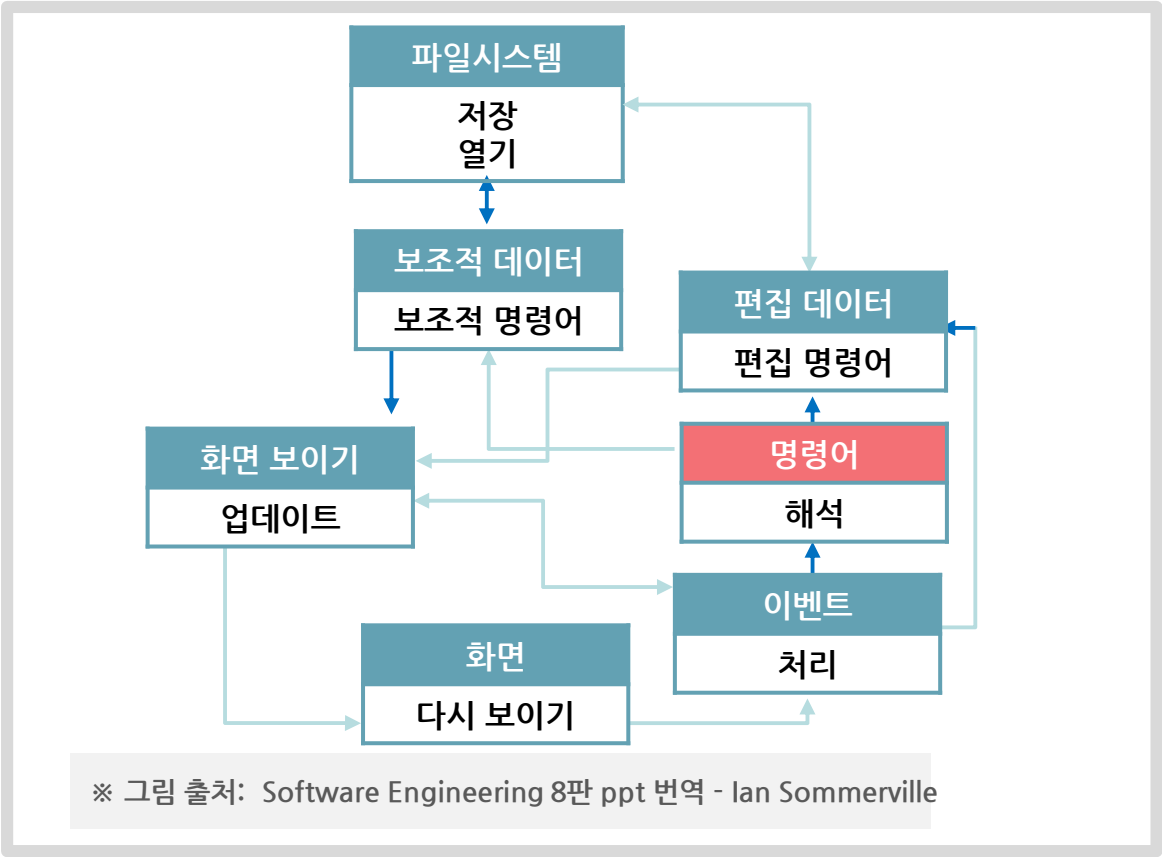 파일시스템
저장
열기
보조적 데이터
보조적 명령어
편집 데이터
편집 명령어
화면 보이기
업데이트
명령어
해석
이벤트
처리
화면
다시 보이기
※ 그림 출처: Software Engineering 8판 ppt 번역 - Ian Sommerville